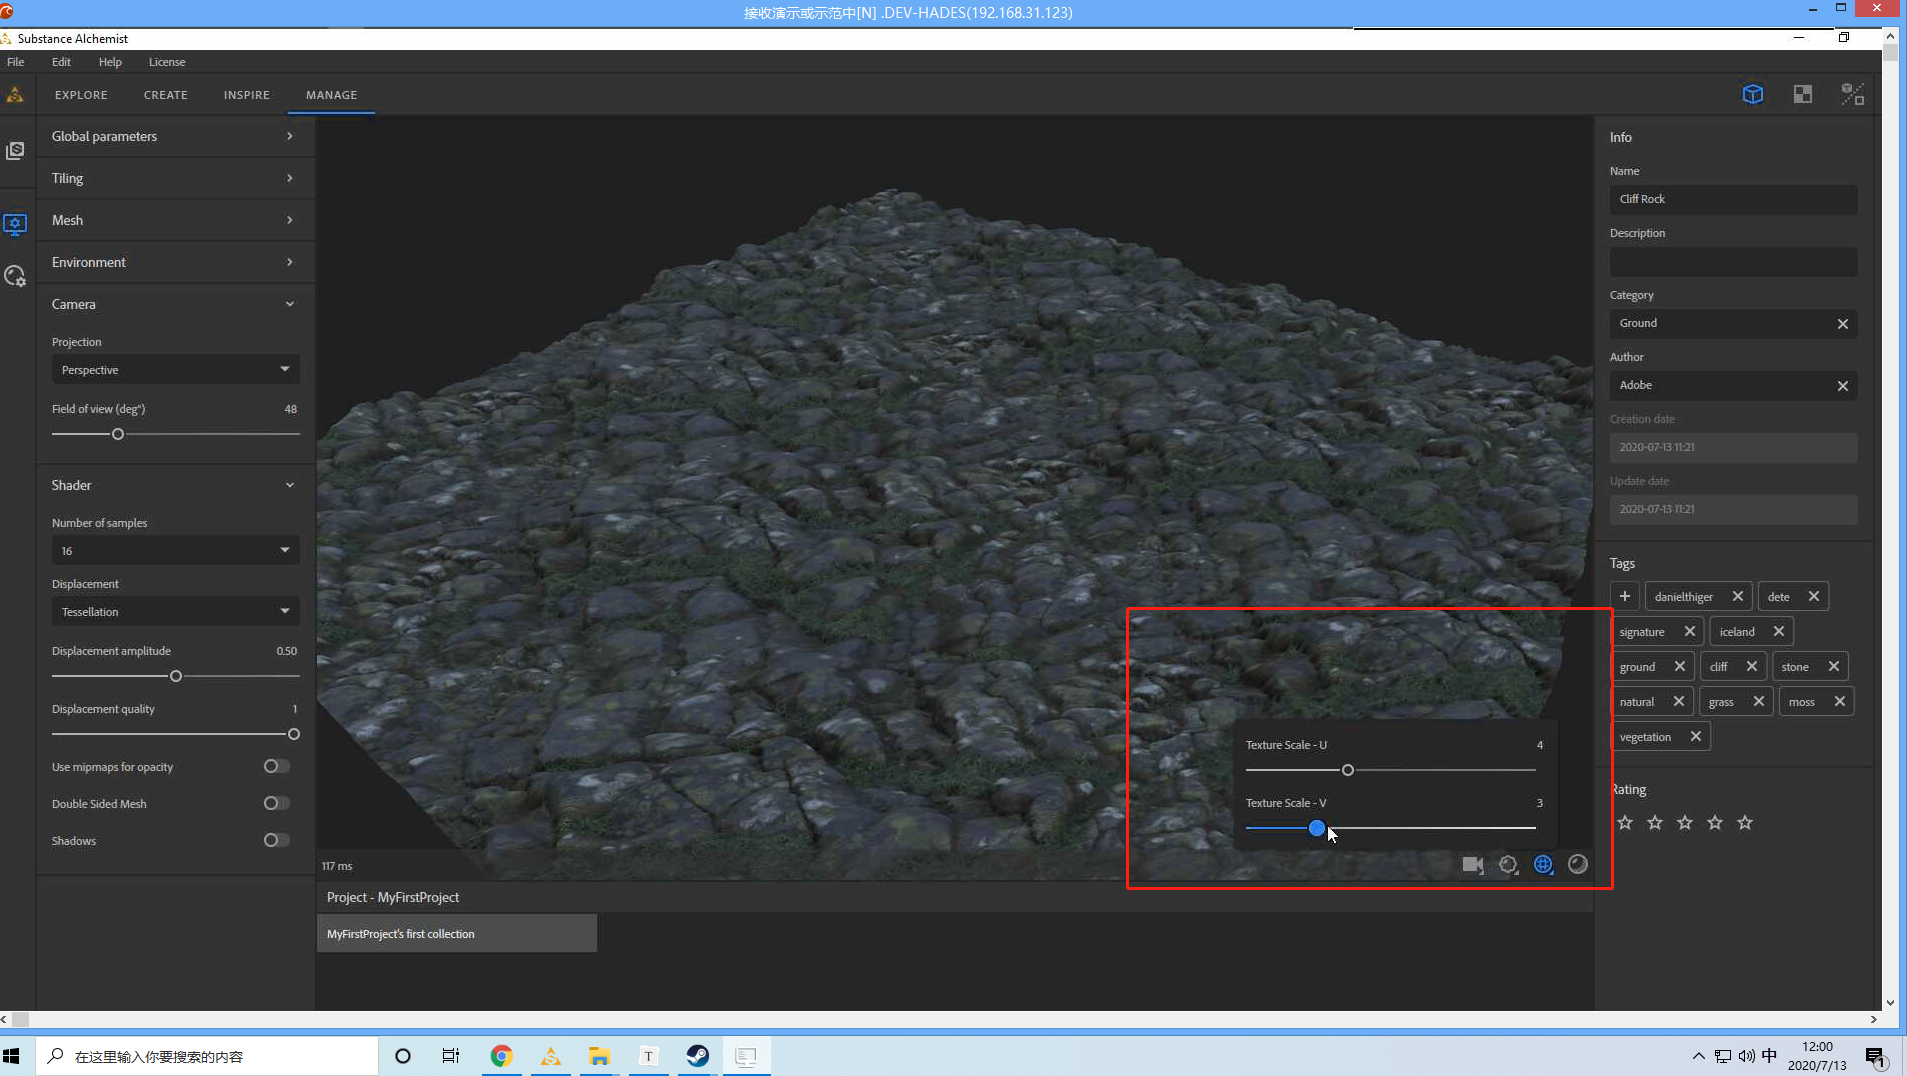 接收演示或示范中[N] .DEV-HADES(192.168.31.123)
Substance Alchemist
File Edit Help License
EXPLORE CREATE INSPIRE MANAGE
Global parameters
Tiling
Mesh
Environment
Camera
Projection
Perspective
Field of view (deg°) 48
Shader
Number of samples
16
Displacement
Tessellation
Displacement amplitude 0.50
Displacement quality 1
Use mipmaps for opacity
Double Sided Mesh
Shadows
Texture Scale - U 4
Texture Scale - V 3
117 ms
Project - MyFirstProject
MyFirstProject's first collection
Info
Name
Cliff Rock
Description
Category
Ground
Author
Adobe
Creation date
2020-07-13 11:21
Update date
2020-07-13 11:21
Tags
danielthiger dete
signature iceland
ground cliff stone
natural grass moss
vegetation
Rating
在这里输入你要搜索的内容
T
中
12:00
2020/7/13
1